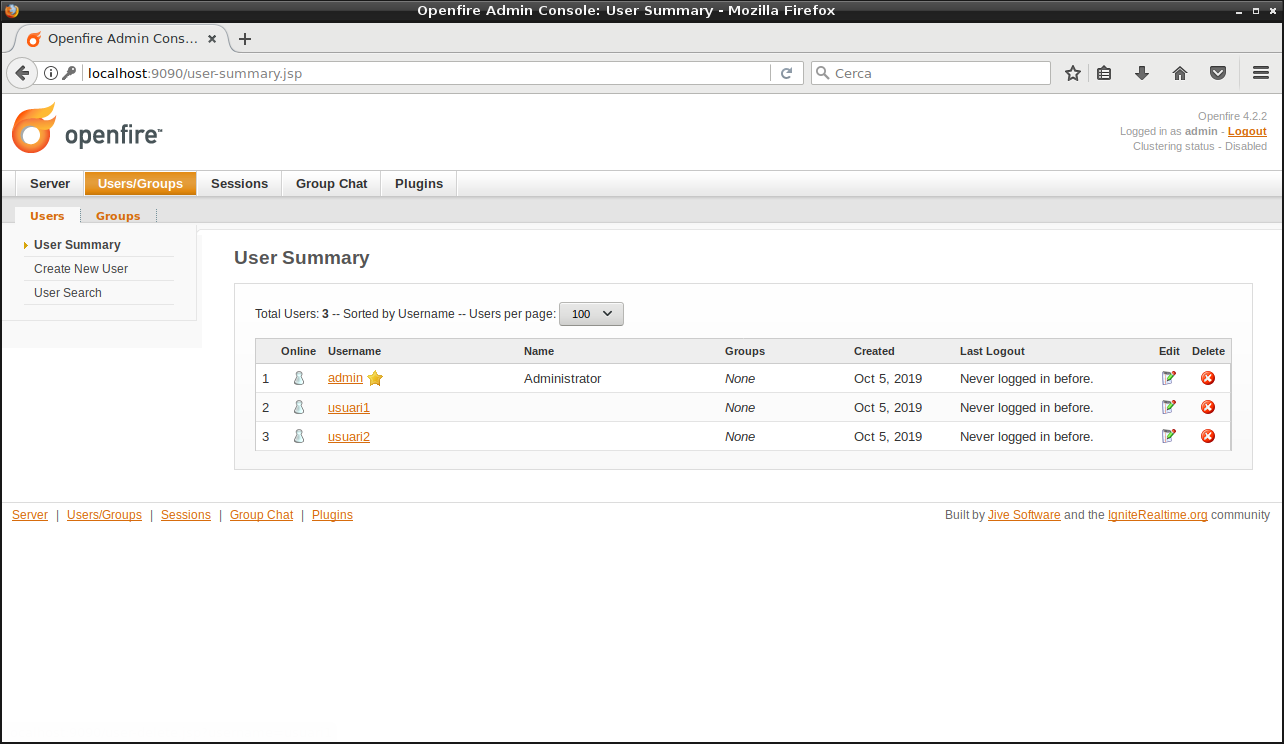 Openfire Admin Console: User Summary - Mozilla Firefox
Openfire Admin Cons...
localhost:9090/user-summary.jsp
Cerca
openfire™
Openfire 4.2.2
Logged in as admin - Logout
Clustering status - Disabled
Server Users/Groups Sessions Group Chat Plugins
Users Groups
User Summary
Create New User
User Search
User Summary
Total Users: 3 -- Sorted by Username -- Users per page: 100
Online Username Name Groups Created Last Logout Edit Delete
1 admin Administrator None Oct 5, 2019 Never logged in before.
2 usuari1 None Oct 5, 2019 Never logged in before.
3 usuari2 None Oct 5, 2019 Never logged in before.
Server | Users/Groups | Sessions | Group Chat | Plugins
Built by Jive Software and the IgniteRealtime.org community